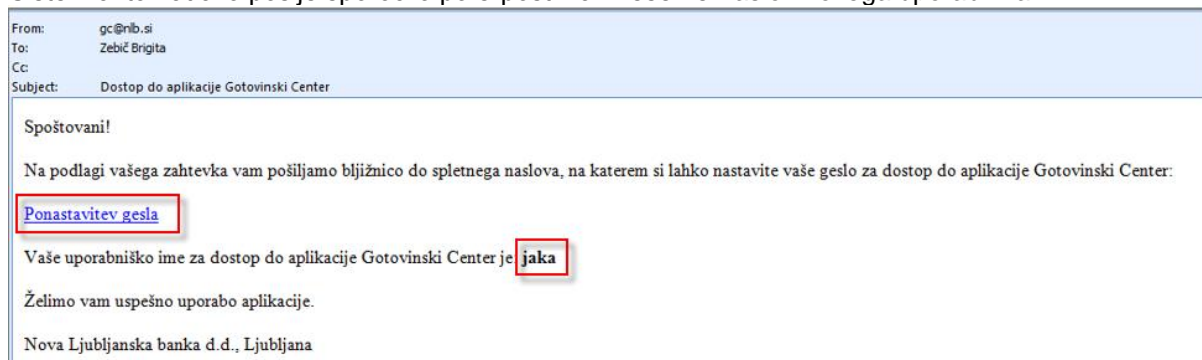 From: gc@nlb.si
To: Zebič Brigita
Cc:
Subject: Dostop do aplikacije Gotovinski Center
Spoštovani!
Na podlagi vašega zahtevka vam pošiljamo bljižnico do spletnega naslova, na katerem si lahko nastavite vaše geslo za dostop do aplikacije Gotovinski Center:
Ponastavitev gesla
Vaše uporabniško ime za dostop do aplikacije Gotovinski Center je: jaka
Želimo vam uspešno uporabo aplikacije.
Nova Ljubljanska banka d.d., Ljubljana